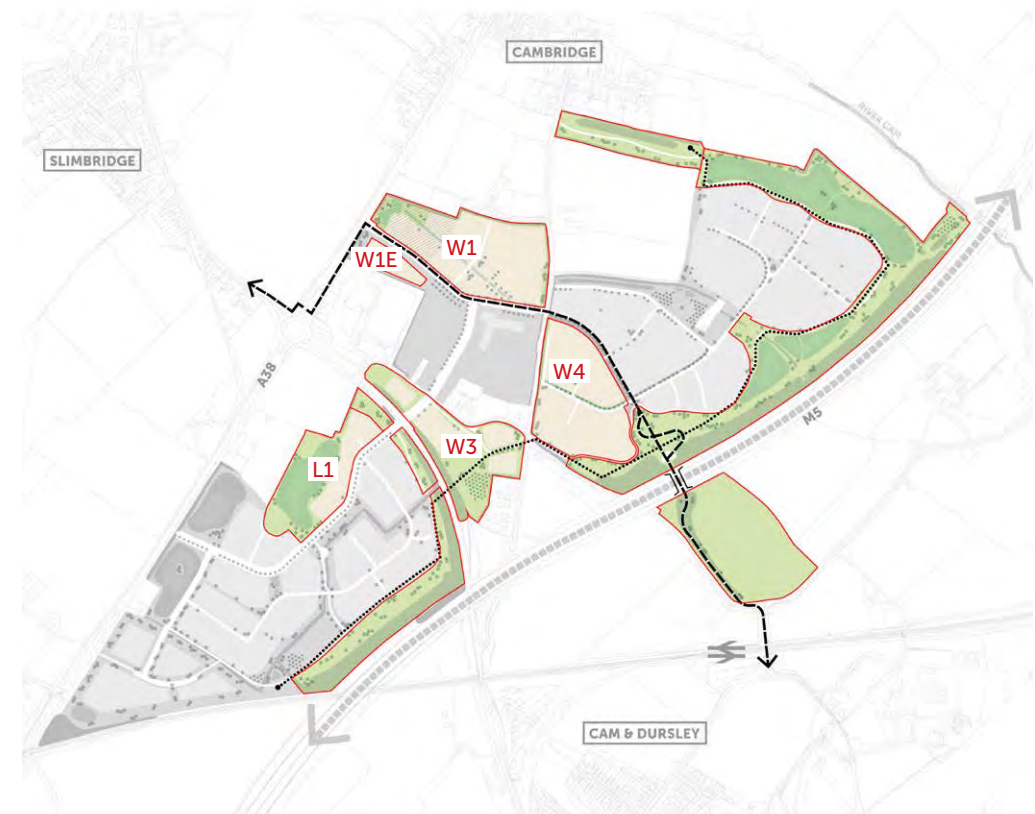 CAMBRIDGE
RIVER CAM
SLIMBRIDGE
W1
W1E
W4
A38
M5
W3
L1
CAM & DURSLEY